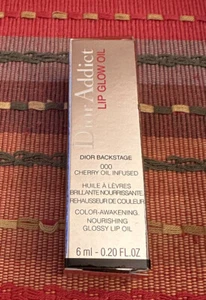 Dior Addict
LIP GLOW OIL
DIOR BACKSTAGE
000
CHERRY OIL INFUSED
HUILE À LÈVRES
BRILLANTE NOURRISSANTE,
REHAUSSEUR DE COULEUR
COLOR-AWAKENING,
NOURISHING
GLOSSY LIP OIL
6 ml - 0.20 FL.OZ